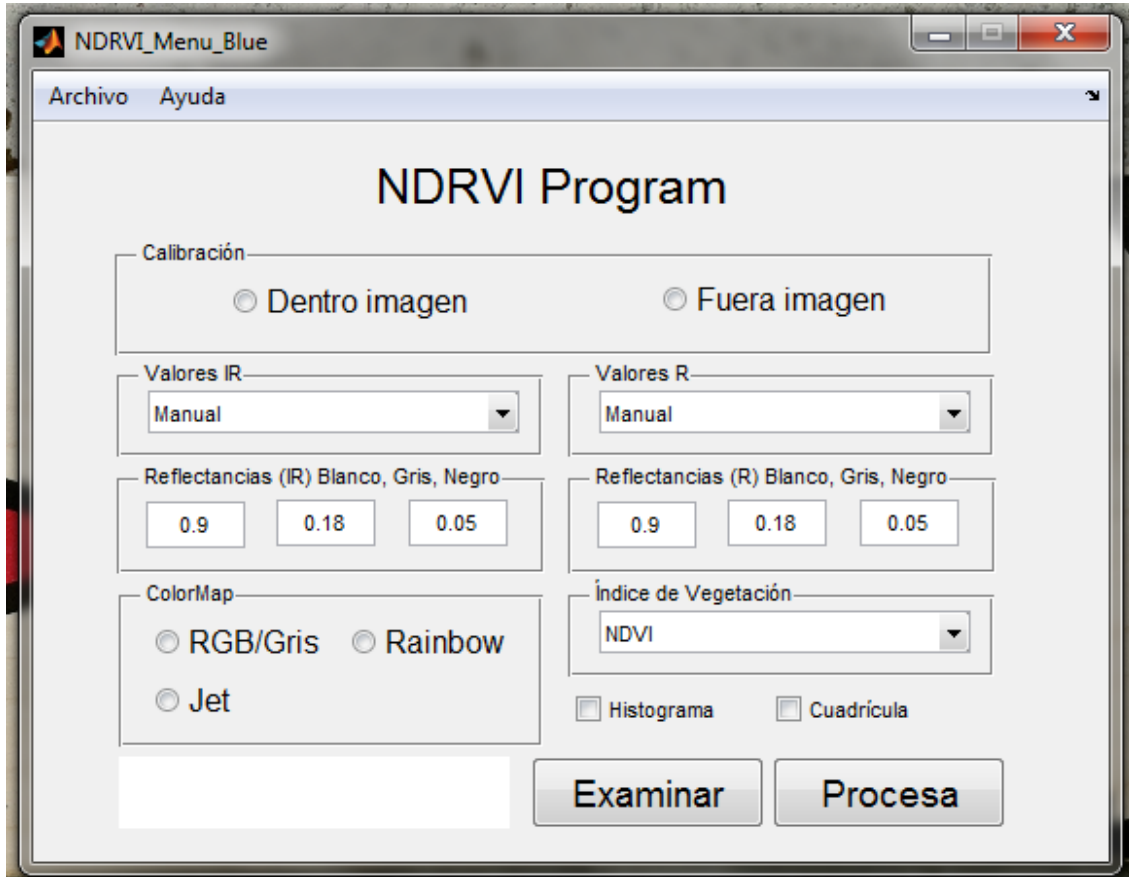 NDRVI_Menu_Blue
Archivo Ayuda
NDRVI Program
Calibración
Dentro imagen Fuera imagen
Valores IR Valores R
Manual Manual
Reflectancias (IR) Blanco, Gris, Negro Reflectancias (R) Blanco, Gris, Negro
0.9 0.18 0.05 0.9 0.18 0.05
ColorMap Índice de Vegetación
RGB/Gris Rainbow NDVI
Jet Histograma Cuadrícula
Examinar Procesa